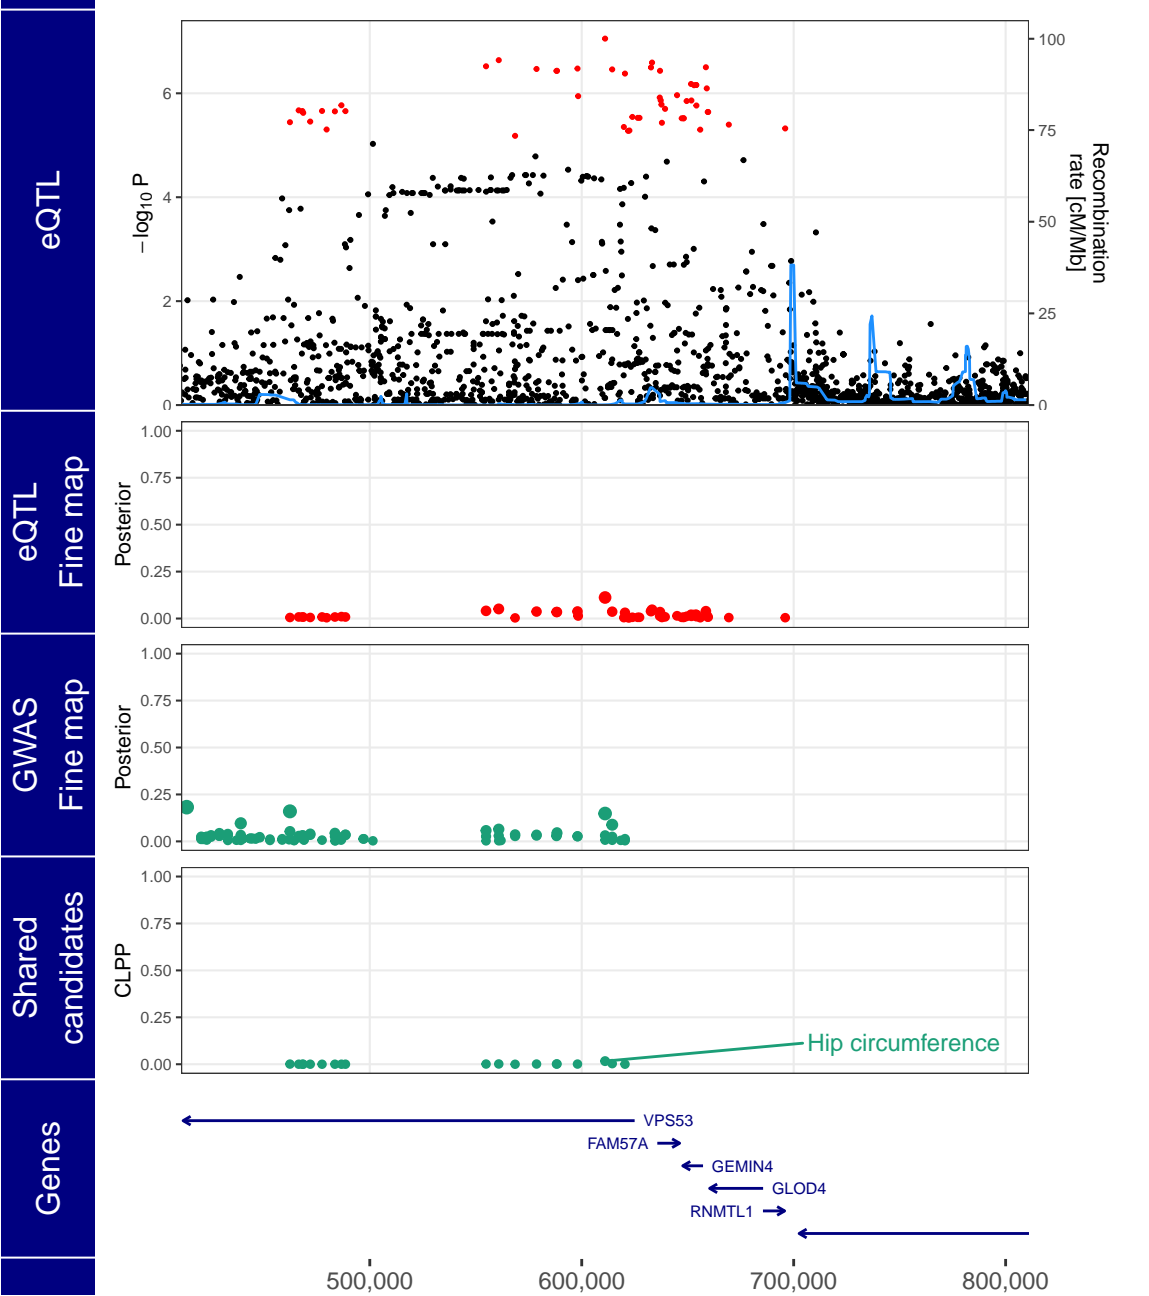 eQTL
−log10 P
6
4
2
0
100
75
50
25
0
Recombination
rate [cM/Mb]
eQTL
Fine map
Posterior
1.00
0.75
0.50
0.25
0.00
GWAS
Fine map
Posterior
1.00
0.75
0.50
0.25
0.00
Shared
candidates
CLPP
1.00
0.75
0.50
0.25
0.00
Hip circumference
Genes
VPS53
FAM57A
GEMIN4
GLOD4
RNMTL1
500,000
600,000
700,000
800,000